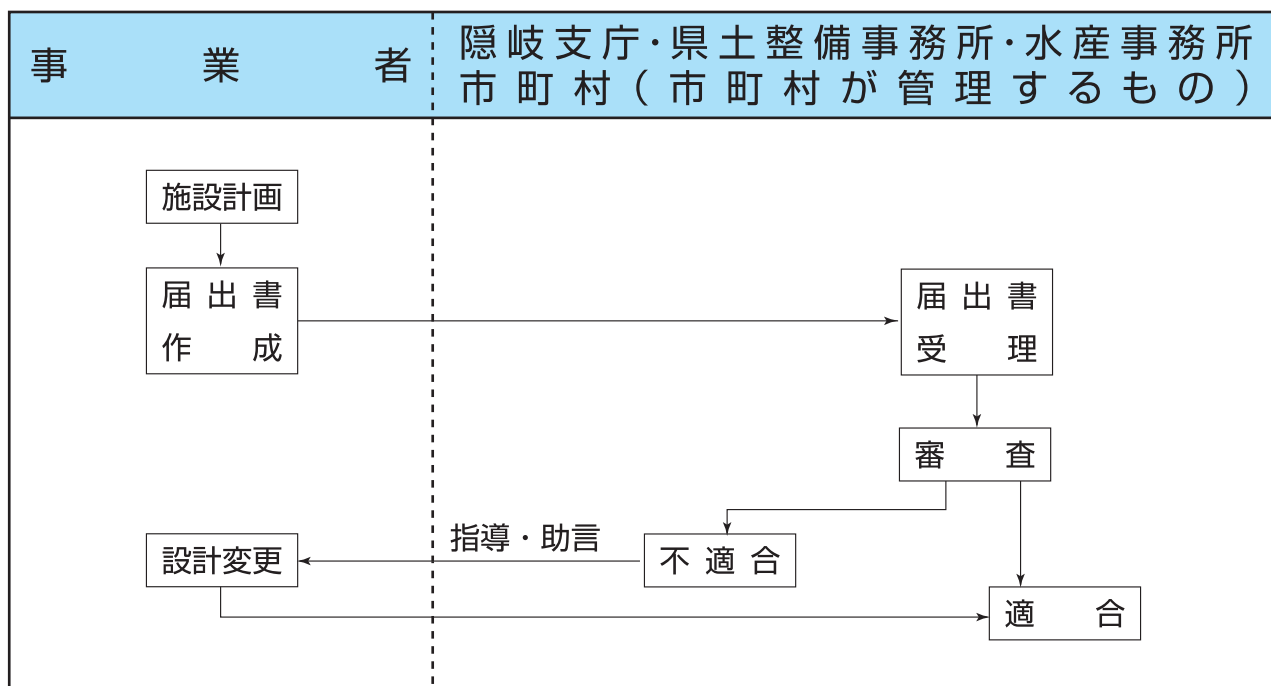 事業者
隠岐支庁・県土整備事務所・水産事務所
市町村（市町村が管理するもの）
施設計画
届出書
作成
届出書
受理
審査
指導・助言
設計変更
不適合
適合